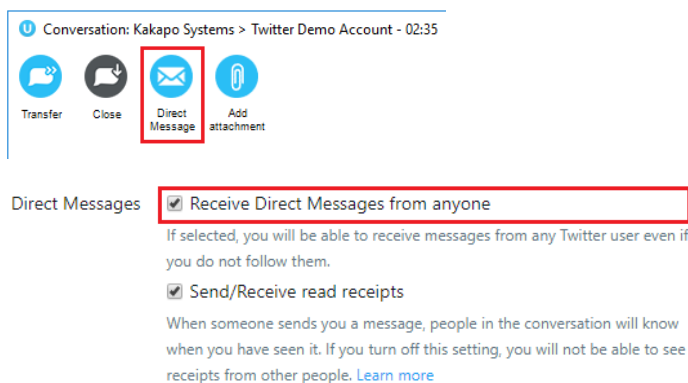 Conversation: Kakapo Systems > Twitter Demo Account - 02:35
Transfer
Close
Direct
Message
Add
attachment
Direct Messages
Receive Direct Messages from anyone
If selected, you will be able to receive messages from any Twitter user even if
you do not follow them.
Send/Receive read receipts
When someone sends you a message, people in the conversation will know
when you have seen it. If you turn off this setting, you will not be able to see
receipts from other people. Learn more